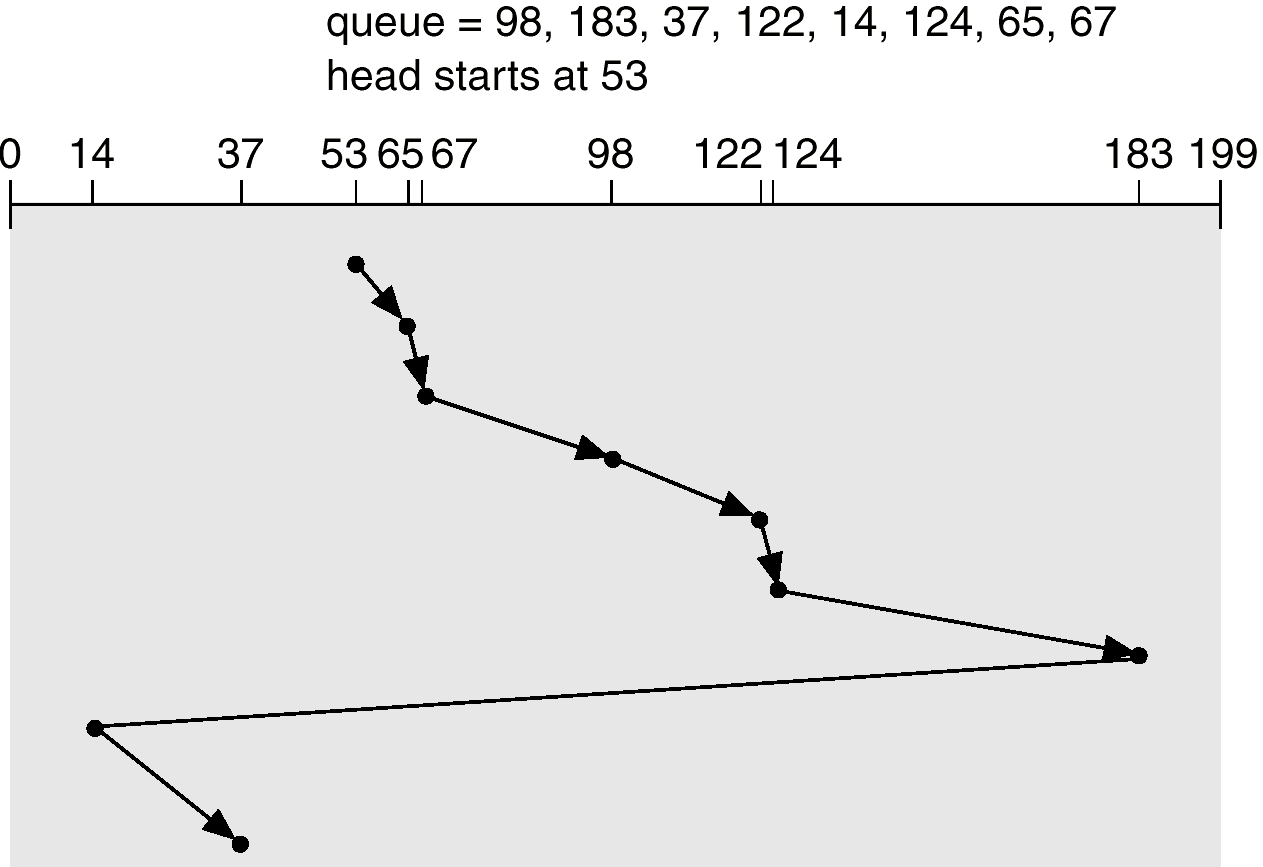 queue = 98, 183, 37, 122, 14, 124, 65, 67
head starts at 53
0 14 37 53 65 67 98 122 124 183 199